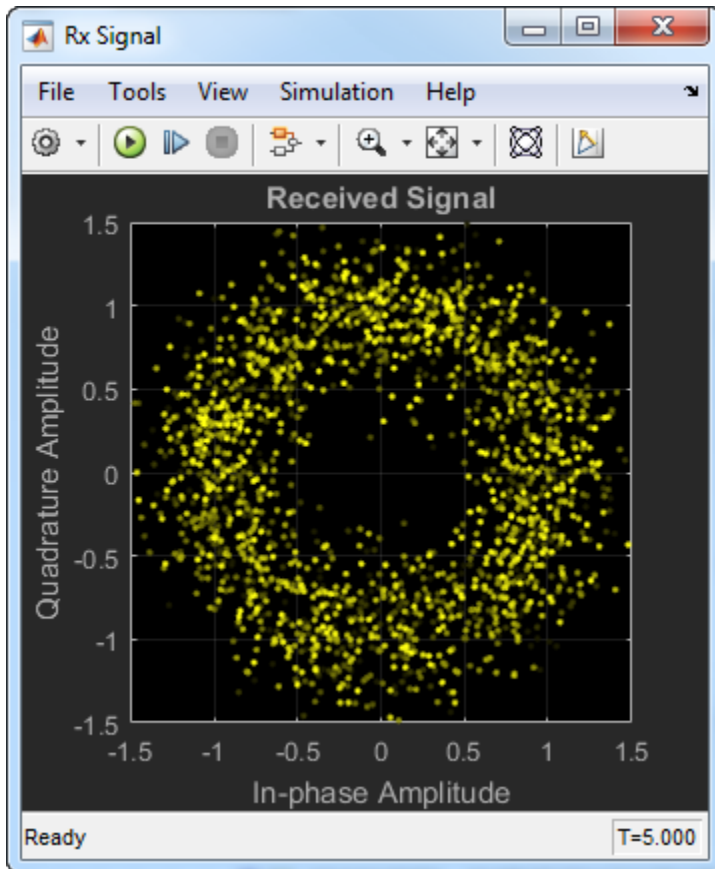 Rx Signal
File Tools View Simulation Help
Received Signal
1.5
1
0.5
0
-0.5
-1
-1.5
Quadrature Amplitude
-1.5 -1 -0.5 0 0.5 1 1.5
In-phase Amplitude
Ready T=5.000